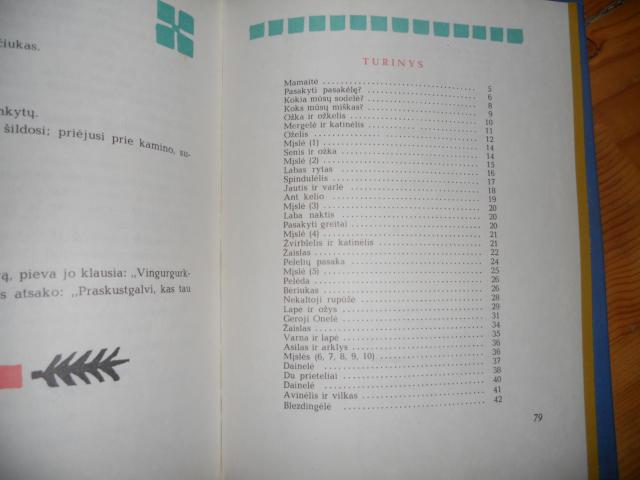 čiukas.
nkytų.
šildosi; priėjusi prie kamino, su-
ą, pieva jo klausia: „Vingurgurk-
s atsako: „Praskustgalvi, kas tau
TURINYS
Mamaitė . . . . . 5
Pasakyti pasakėlę? . . . . . 6
Kokia mūsų sodelė? . . . . . 8
Koks mūsų miškas? . . . . . 9
Ožka ir ožkelis . . . . . 10
Mergelė ir katinėlis . . . . . 11
Oželis . . . . . 12
Mįslė (1) . . . . . 14
Senis ir ožka . . . . . 14
Mįslė (2) . . . . . 15
Labas rytas . . . . . 16
Spindulėlis . . . . . 17
Jautis ir varlė . . . . . 18
Ant kelio . . . . . 19
Mįslė (3) . . . . . 20
Laba naktis . . . . . 20
Pasakyti greitai . . . . . 20
Mįslė (4) . . . . . 21
Žvirblelis ir katinėlis . . . . . 21
Žaislas . . . . . 22
Pelelių pasaka . . . . . 24
Mįslė (5) . . . . . 25
Pelėda . . . . . 26
Bėriukas . . . . . 26
Nekaltoji rupūžė . . . . . 28
Lapė ir ožys . . . . . 29
Geroji Onelė . . . . . 31
Žaislas . . . . . 34
Varna ir lapė . . . . . 35
Asilas ir arklys . . . . . 36
Mįslės (6, 7, 8, 9, 10) . . . . . 36
Dainelė . . . . . 37
Du prieteliai . . . . . 38
Dainelė . . . . . 40
Avinėlis ir vilkas . . . . . 41
Blezdingėlė . . . . . 42
79